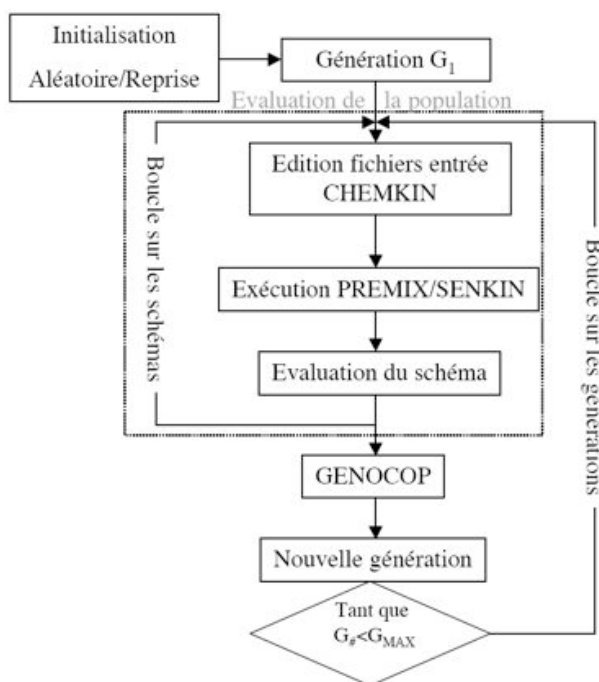 Initialisation
Aléatoire/Reprise
Génération G1
Evaluation de la population
Edition fichiers entrée
CHEMKIN
Exécution PREMIX/SENKIN
Evaluation du schéma
Boucle sur les schémas
Boucle sur les générations
GENOCOP
Nouvelle génération
Tant que
G#<GMAX